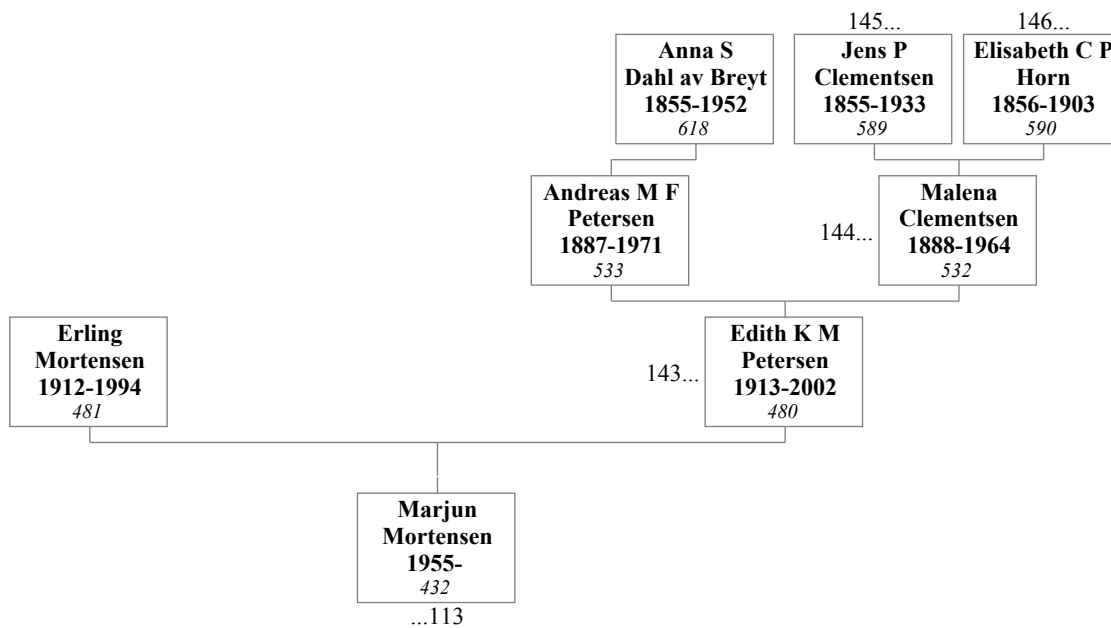 145...
146...
Anna S
Dahl av Breyt
1855-1952
618
Jens P
Clementsen
1855-1933
589
Elisabeth C P
Horn
1856-1903
590
Andreas M F
Petersen
1887-1971
533
144...
Malena
Clementsen
1888-1964
532
Erling
Mortensen
1912-1994
481
143...
Edith K M
Petersen
1913-2002
480
Marjun
Mortensen
1955-
432
...113